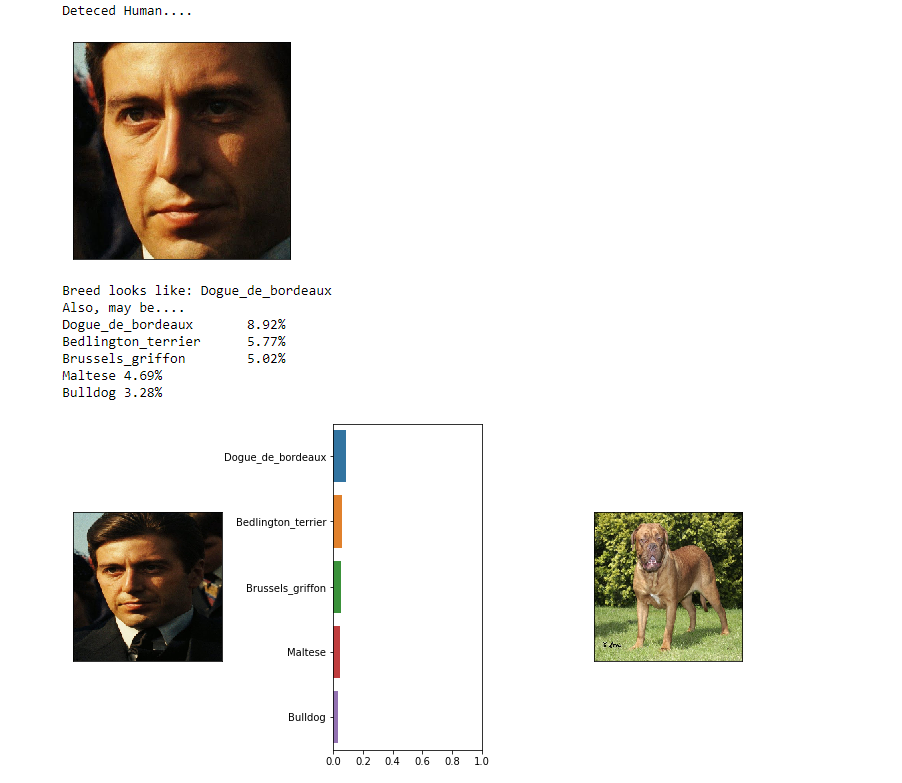 Deteced Human....
Breed looks like: Dogue_de_bordeaux
Also, may be....
Dogue_de_bordeaux 8.92%
Bedlington_terrier 5.77%
Brussels_griffon 5.02%
Maltese 4.69%
Bulldog 3.28%
Dogue_de_bordeaux
Bedlington_terrier
Brussels_griffon
Maltese
Bulldog
0.0 0.2 0.4 0.6 0.8 1.0